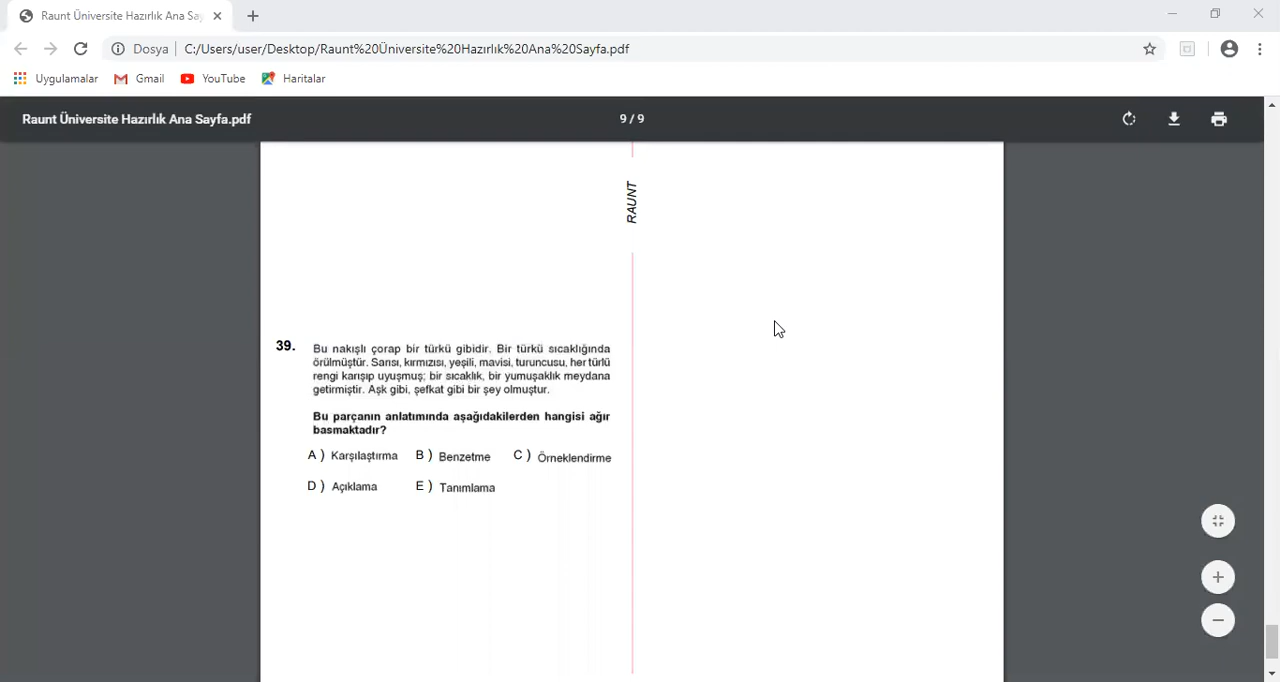 Raunt Üniversite Hazırlık Ana Say
Dosya
C:/Users/user/Desktop/Raunt%20Üniversite%20Hazırlık%20Ana%20Sayfa.pdf
Uygulamalar
Gmail
YouTube
Haritalar
Raunt Üniversite Hazırlık Ana Sayfa.pdf
9 / 9
RAUNT
39.
Bu nakışlı çorap bir türkü gibidir. Bir türkü sıcaklığında
örülmüştür. Sarısı, kırmızısı, yeşili, mavisi, turuncusu, her türlü
rengi karışıp uyuşmuş; bir sıcaklık, bir yumuşaklık meydana
getirmiştir. Aşk gibi, şefkat gibi bir şey olmuştur.
Bu parçanın anlatımında aşağıdakilerden hangisi ağır
basmaktadır?
A ) Karşılaştırma B ) Benzetme C ) Örneklendirme
D ) Açıklama E ) Tanımlama